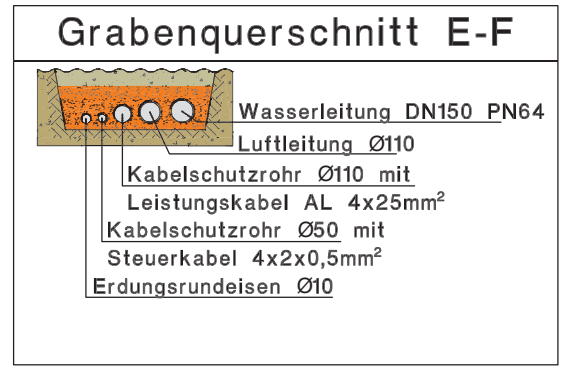 Grabenquerschnitt E-F
Wasserleitung DN150 PN64
Luftleitung Ø110
Kabelschutzrohr Ø110 mit
Leistungskabel AL 4x25mm²
Kabelschutzrohr Ø50 mit
Steuerkabel 4x2x0,5mm²
Erdungsrundeisen Ø10